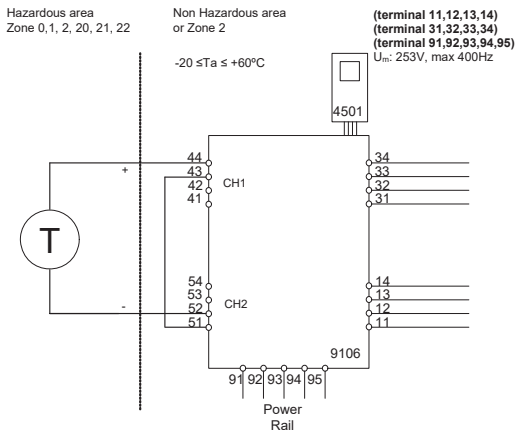 Hazardous area
Zone 0,1, 2, 20, 21, 22
Non Hazardous area
or Zone 2
-20 ≤Ta ≤ +60ºC
(terminal 11,12,13,14)
(terminal 31,32,33,34)
(terminal 91,92,93,94,95)
Um: 253V, max 400Hz
4501
44
43
42
41
CH1
34
33
32
31
+
T
-
54
53
52
51
CH2
14
13
12
11
9106
91 92 93 94 95
Power
Rail